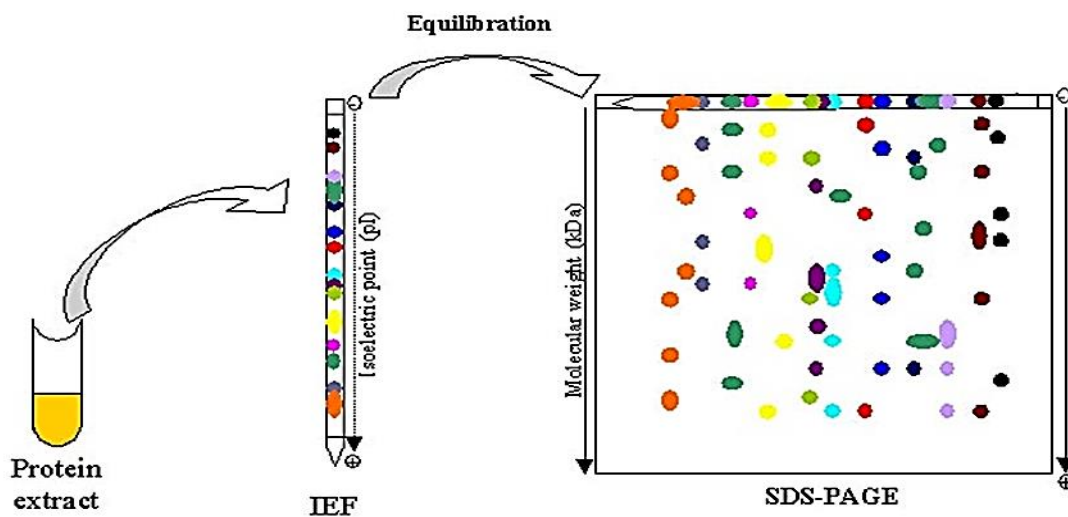 Equilibration
Isoelectric point (pI)
Molecular weight (kDa)
Protein
extract
IEF
SDS-PAGE